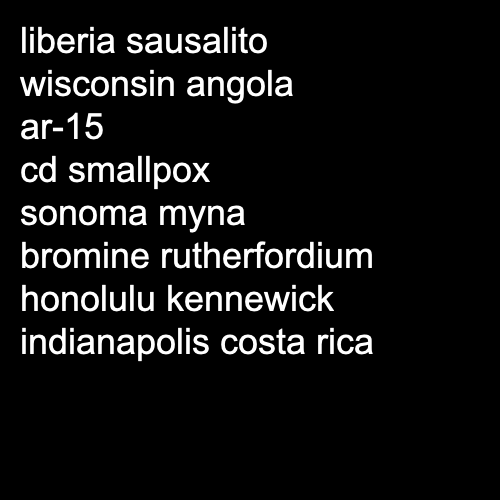 liberia sausalito
wisconsin angola
ar-15
cd smallpox
sonoma myna
bromine rutherfordium
honolulu kennewick
indianapolis costa rica